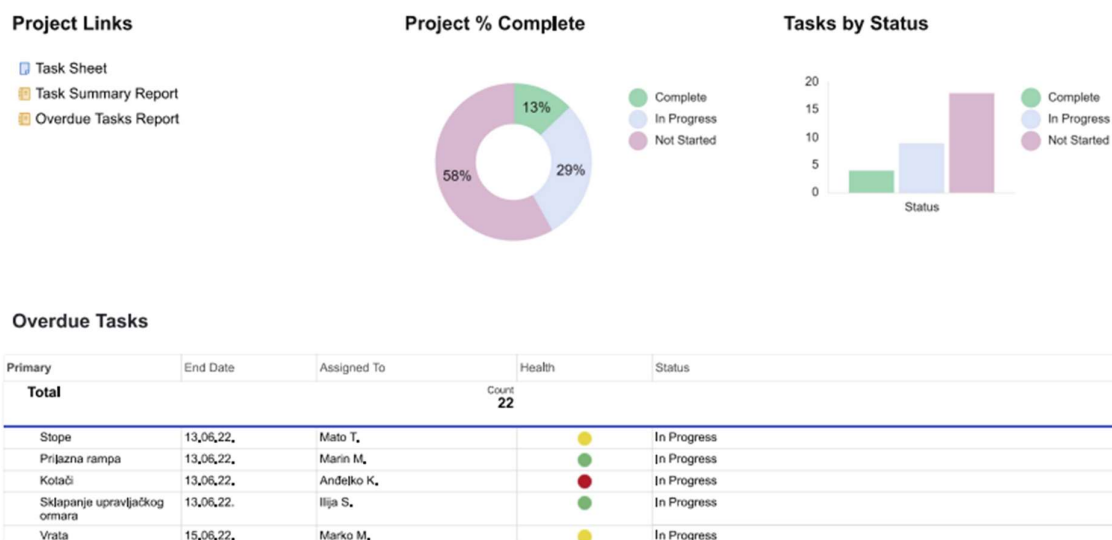 Project Links
Task Sheet
Task Summary Report
Overdue Tasks Report
Project % Complete
13%
29%
58%
Complete
In Progress
Not Started
Tasks by Status
20
15
10
5
0
Status
Complete
In Progress
Not Started
Overdue Tasks
Primary End Date Assigned To Health Status
Total Count 22
Stope 13.06.22. Mato T. In Progress
Prilazna rampa 13.06.22. Marin M. In Progress
Kotači 13.06.22. Anđelko K. In Progress
Sklapanje upravljačkog 13.06.22. Ilija S. In Progress
ormara
Vrata 15.06.22. Marko M. In Progress